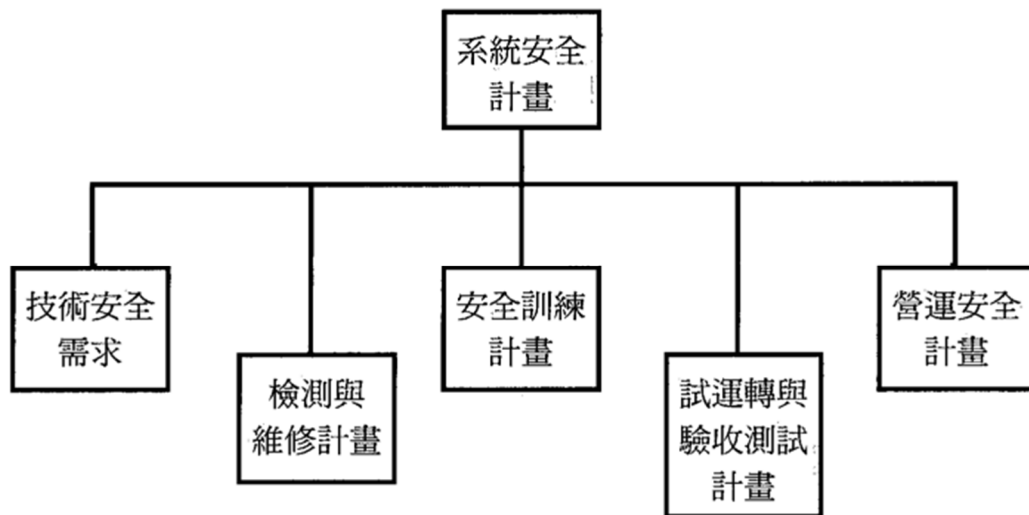 系統安全
計畫
技術安全
需求
檢測與
維修計畫
安全訓練
計畫
試運轉與
驗收測試
計畫
營運安全
計畫